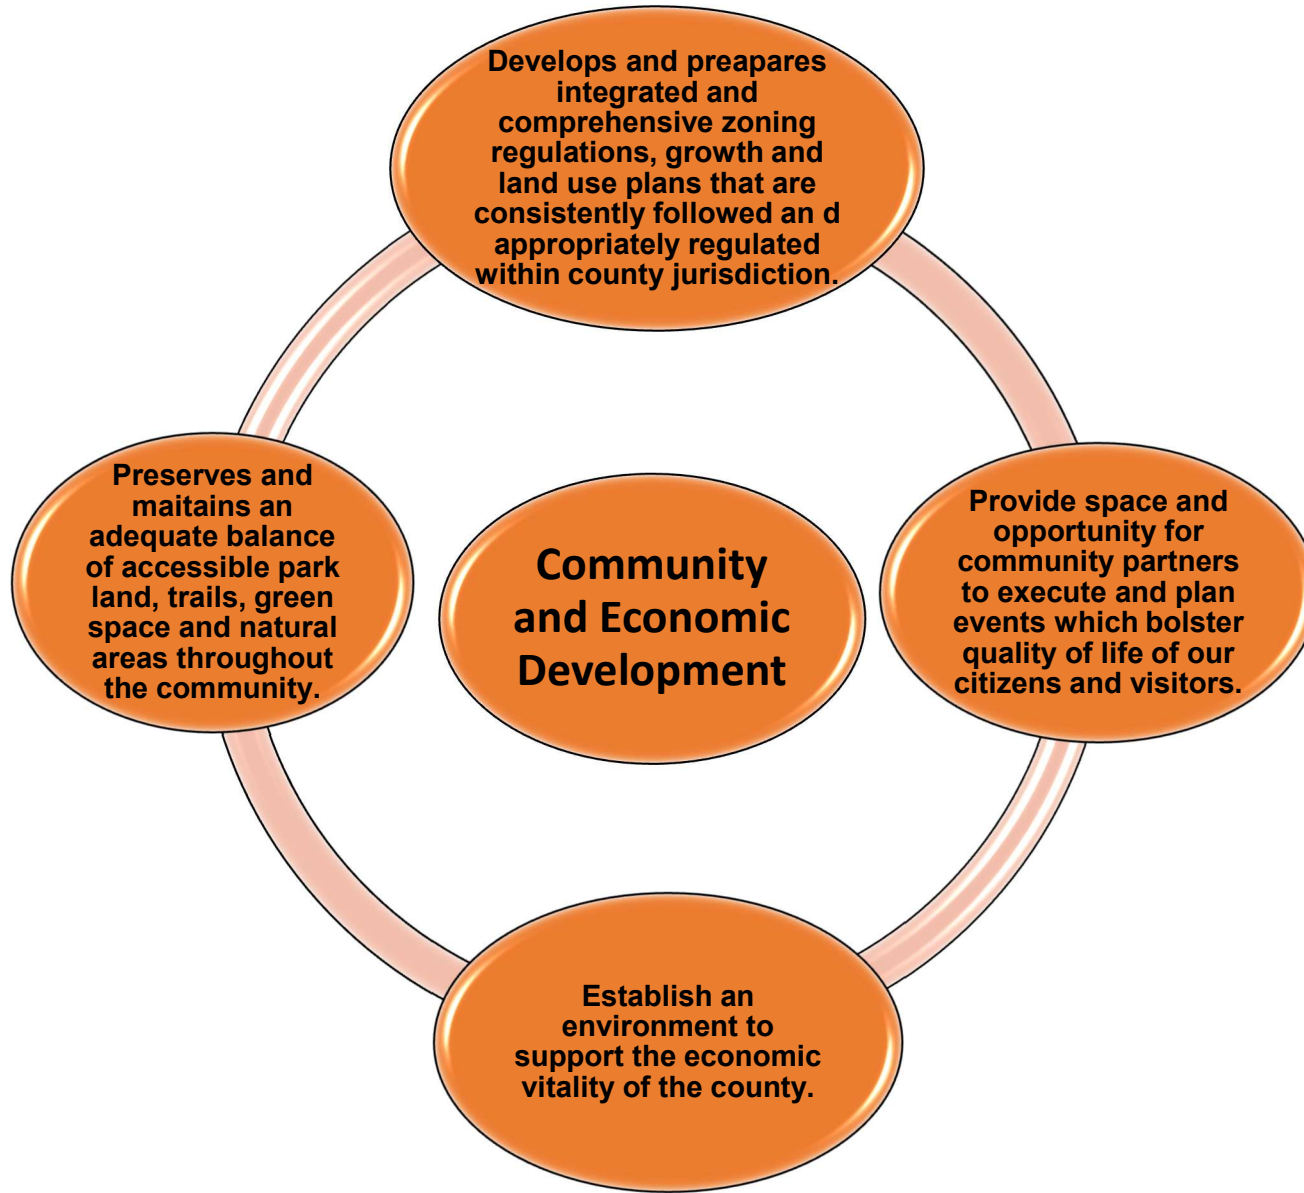 Develops and preapares
integrated and
comprehensive zoning
regulations, growth and
land use plans that are
consistently followed an d
appropriately regulated
within county jurisdiction.
Preserves and
maitains an
adequate balance
of accessible park
land, trails, green
space and natural
areas throughout
the community.
Community
and Economic
Development
Provide space and
opportunity for
community partners
to execute and plan
events which bolster
quality of life of our
citizens and visitors.
Establish an
environment to
support the economic
vitality of the county.